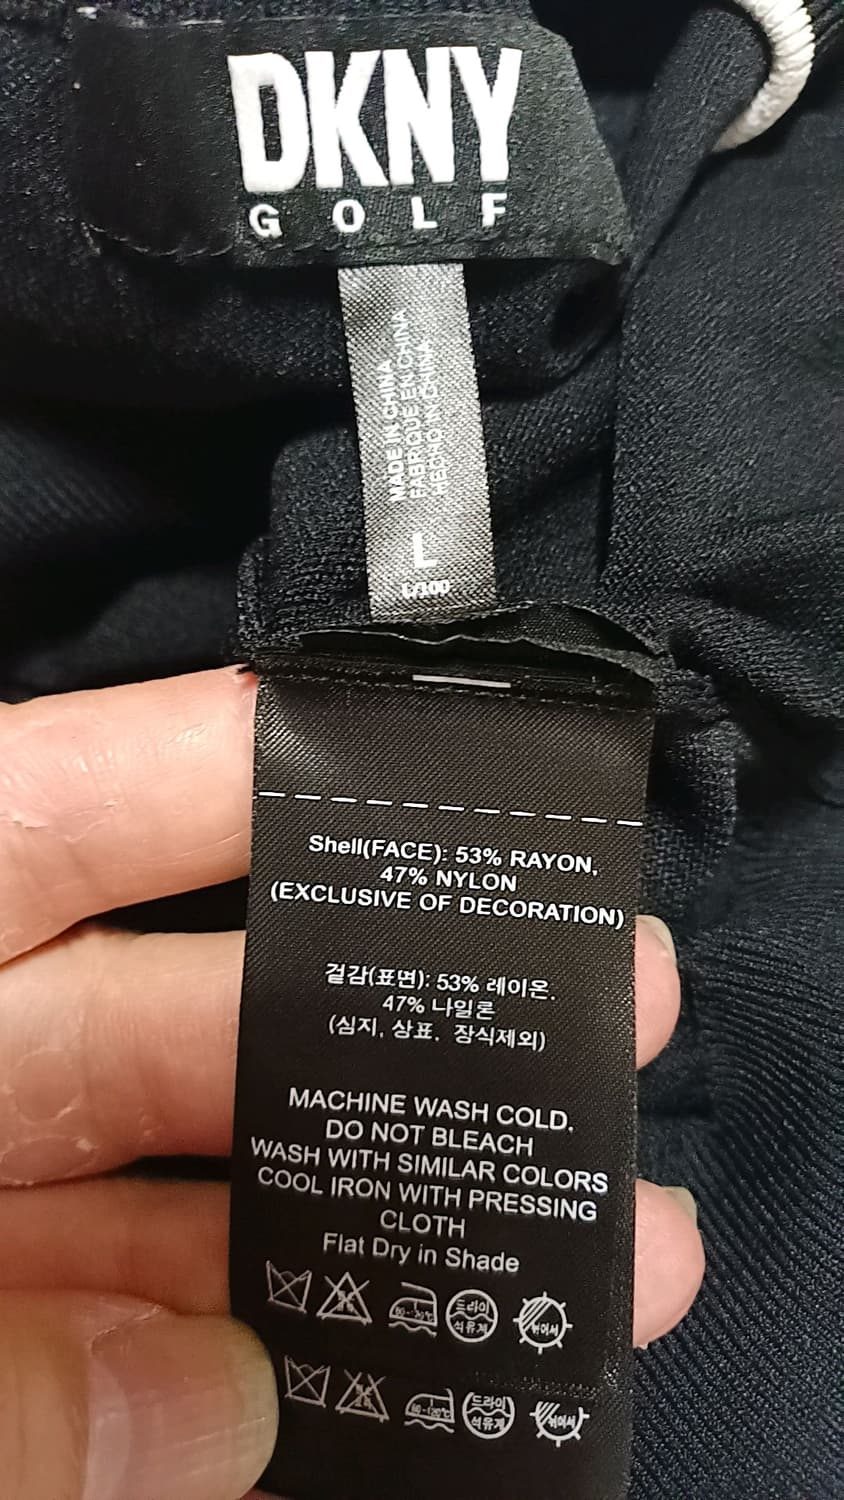 DKNY
GOLF
MADE IN CHINA
FABRIQUE EN CHINA
HECHO IN CHINA
L
L/100
Shell(FACE): 53% RAYON,
47% NYLON
(EXCLUSIVE OF DECORATION)
겉감(표면): 53% 레이온,
47% 나일론
(심지, 상표, 장식제외)
MACHINE WASH COLD,
DO NOT BLEACH
WASH WITH SIMILAR COLORS
COOL IRON WITH PRESSING
CLOTH
Flat Dry in Shade
드라이
석유계
뉘어서
드라이
석유계
뉘어서